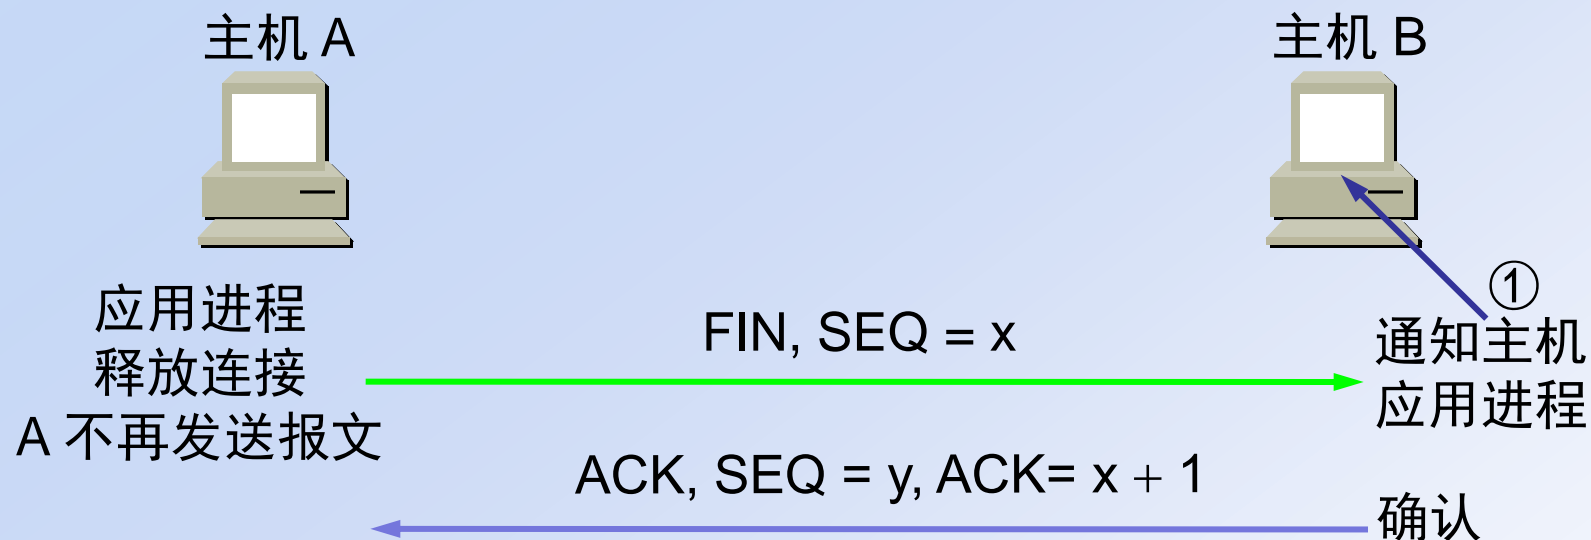 主机 A
主机 B
①
应用进程
释放连接
A 不再发送报文
FIN, SEQ = x
通知主机
应用进程
ACK, SEQ = y, ACK= x + 1
确认